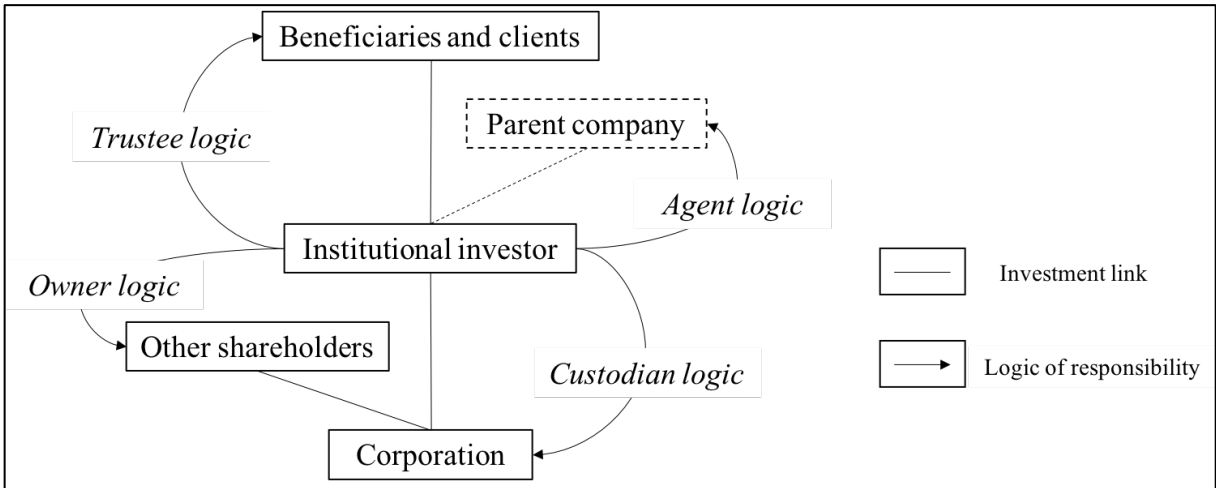 Beneficiaries and clients
Parent company
Trustee logic
Agent logic
Institutional investor
Owner logic
Investment link
Other shareholders
Custodian logic
Logic of responsibility
Corporation